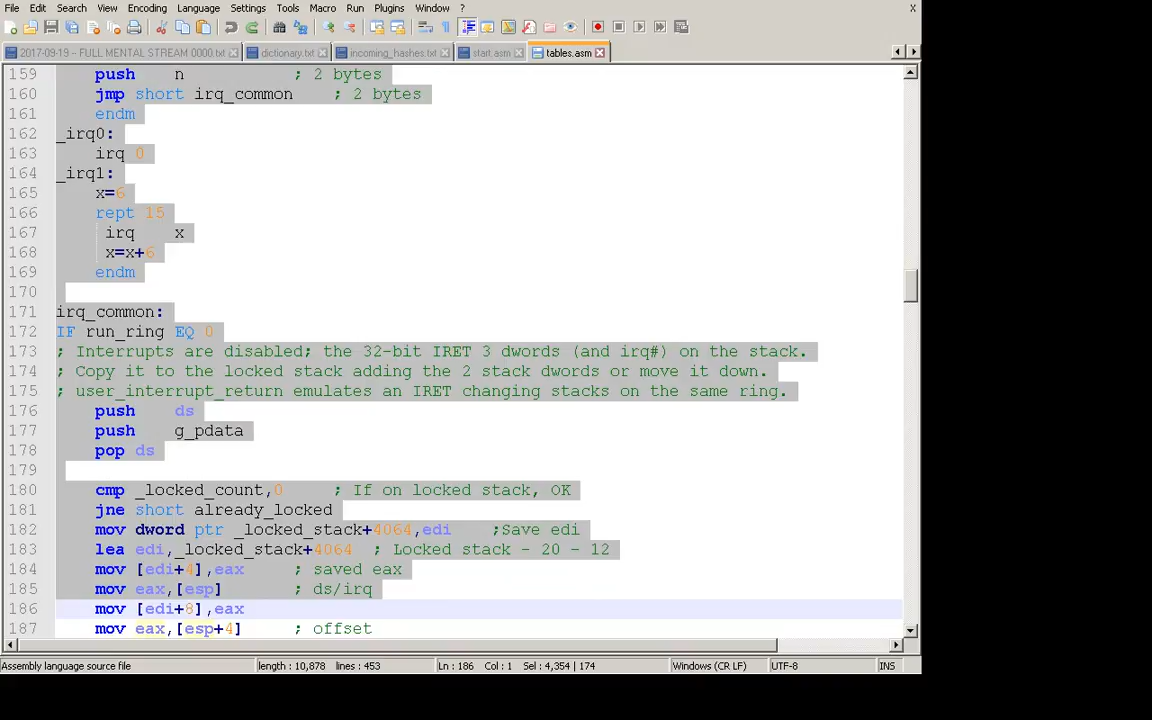 File Edit Search View Encoding Language Settings Tools Macro Run Plugins Window ? X
2017-09-19 – FULL MENTAL STREAM 0000.txt dictionary.txt incoming_hashes.txt start.asm tables.asm
159 push n ; 2 bytes
160 jmp short irq_common ; 2 bytes
161 endm
162 _irq0:
163 irq 0
164 _irq1:
165 x=6
166 rept 15
167 irq x
168 x=x+6
169 endm
170
171 irq_common:
172 IF run_ring EQ 0
173 ; Interrupts are disabled; the 32-bit IRET 3 dwords (and irq#) on the stack.
174 ; Copy it to the locked stack adding the 2 stack dwords or move it down.
175 ; user_interrupt_return emulates an IRET changing stacks on the same ring.
176 push ds
177 push g_pdata
178 pop ds
179
180 cmp _locked_count,0 ; If on locked stack, OK
181 jne short already_locked
182 mov dword ptr _locked_stack+4064,edi ;Save edi
183 lea edi,_locked_stack+4064 ; Locked stack - 20 - 12
184 mov [edi+4],eax ; saved eax
185 mov eax,[esp] ; ds/irq
186 mov [edi+8],eax
187 mov eax,[esp+4] ; offset
Assembly language source file length : 10,878 lines : 453 Ln : 186 Col : 1 Sel : 4,354 | 174 Windows (CR LF) UTF-8 INS